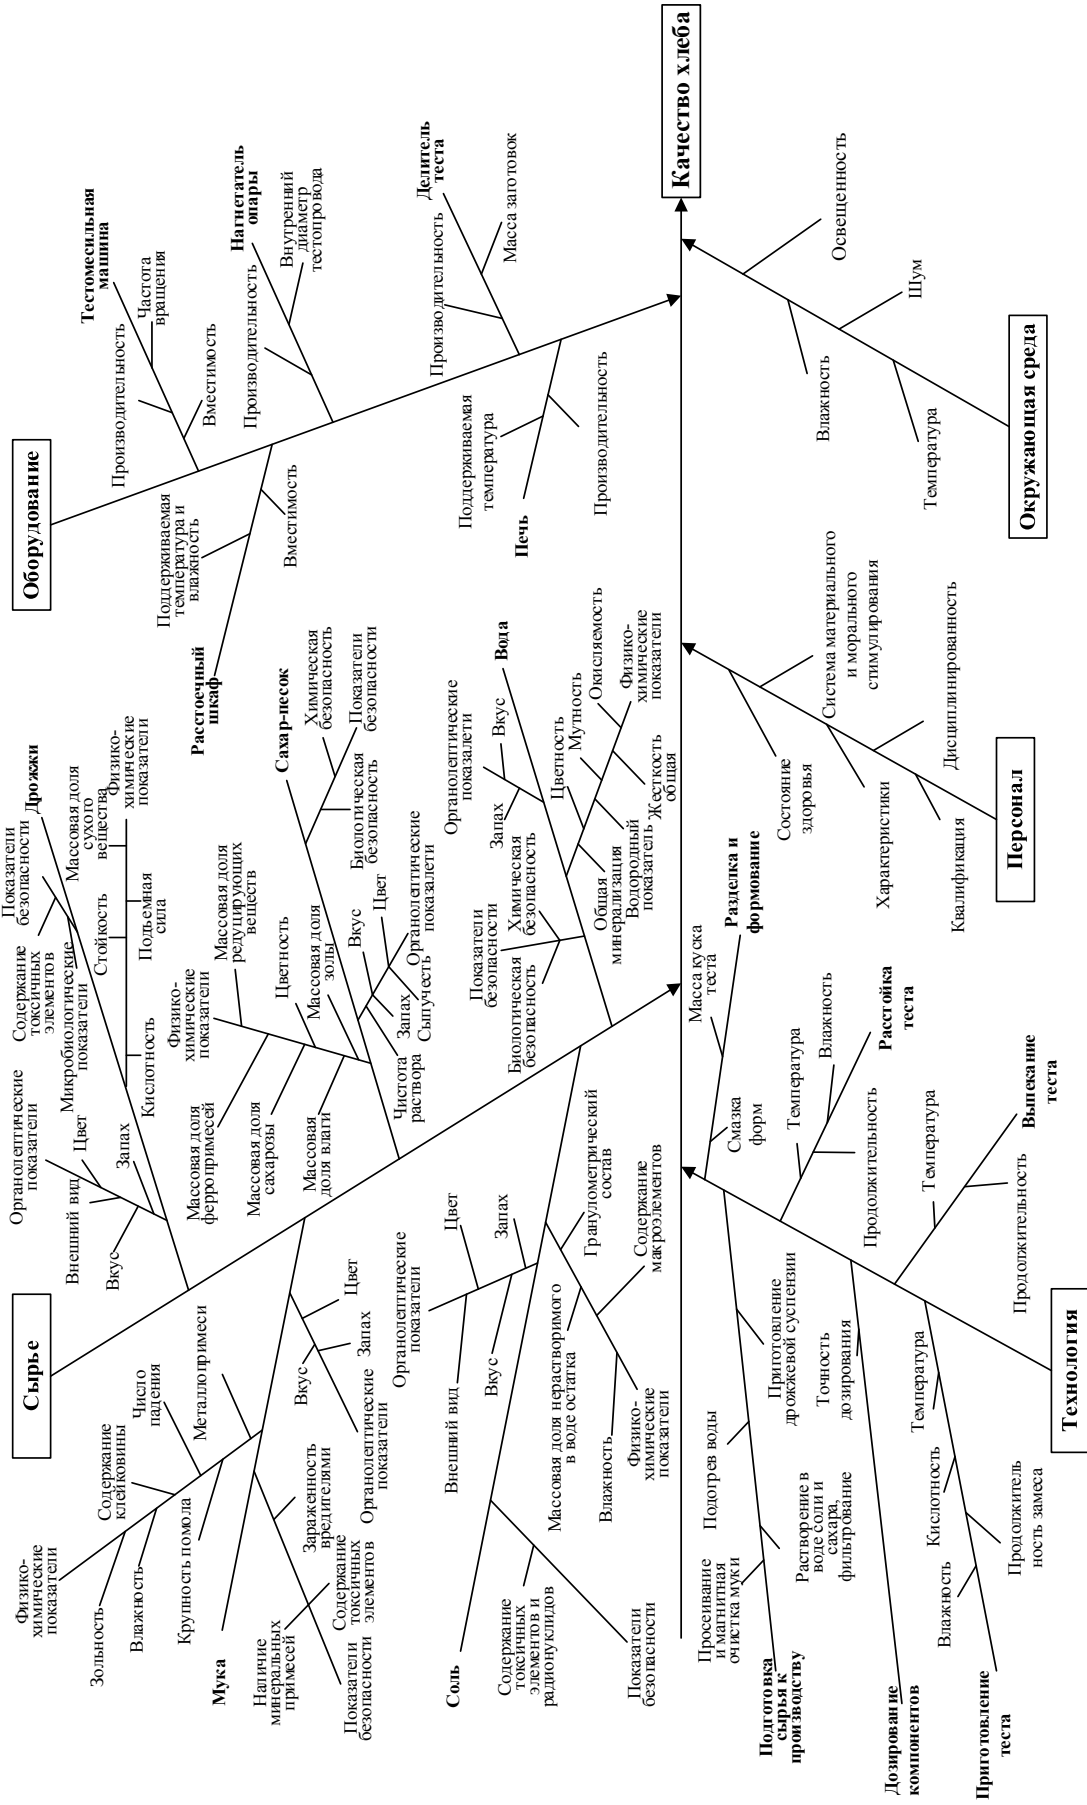 Сырье
Физико-
химические
показатели
Зольность
Влажность
Содержание
клейковины
Число
падения
Крупность помола
Металлопримеси
Мука
Наличие
минеральных
примесей
Показатели
безопасности
Зараженность
вредителями
Содержание
токсичных
элементов
Органолептические
показатели
Вкус
Запах
Цвет
Дрожжи
Органолептические
показатели
Цвет
Внешний вид
Запах
Вкус
Показатели
безопасности
Содержание
токсичных
элементов
Микробиологические
показатели
Физико-
химические
показатели
Массовая доля
сухого
вещества
Стойкость
Подъемная
сила
Кислотность
Сахар-песок
Физико-
химические
показатели
Массовая доля
редуцирующих
веществ
Массовая доля
ферропримесей
Цветность
Массовая доля
сахарозы
Массовая доля
золы
Массовая
доля влаги
Химическая
безопасность
Показатели
безопасности
Биологическая
безопасность
Чистота
раствора
Вкус
Запах
Цвет
Сыпучесть
Органолептические
показалети
Соль
Органолептические
показатели
Цвет
Внешний вид
Запах
Вкус
Гранулометрический
состав
Массовая доля нерастворимого
в воде остатка
Содержание
макроэлементов
Влажность
Физико-
химические
показатели
Содержание
токсичных
элементов и
радионуклидов
Показатели
безопасности
Вода
Органолептические
показалети
Вкус
Запах
Показатели
безопасности
Химическая
безопасность
Биологическая
безопасность
Цветность
Мутность
Окисляемость
Физико-
химические
показатели
Общая
минерализация
Водородный
показатель
Жесткость
общая
Оборудование
Тестомесильная
машина
Производительность
Частота
вращения
Вместимость
Поддерживаемая
температура и
влажность
Расстоечный
шкаф
Вместимость
Нагнетатель
опары
Производительность
Внутренний
диаметр
тестопровода
Делитель
теста
Производительность
Масса заготовок
Поддерживаемая
температура
Печь
Производительность
Качество хлеба
Технология
Просеивание
и магнитная
очистка муки
Подогрев воды
Приготовление
дрожжевой суспензии
Растворение в
воде соли и
сахара,
фильтрование
Подготовка
сырья к
производству
Масса куска
теста
Смазка
форм
Разделка и
формование
Температура
Влажность
Продолжительность
Расстойка
теста
Точность
дозирования
Дозирование
компонентов
Температура
Продолжительность
Выпекание
теста
Температура
Кислотность
Влажность
Продолжитель
ность замеса
Приготовление
теста
Персонал
Состояние
здоровья
Система материального
и морального
стимулирования
Характеристики
Дисциплинированность
Квалификация
Окружающая среда
Освещенность
Влажность
Шум
Температура